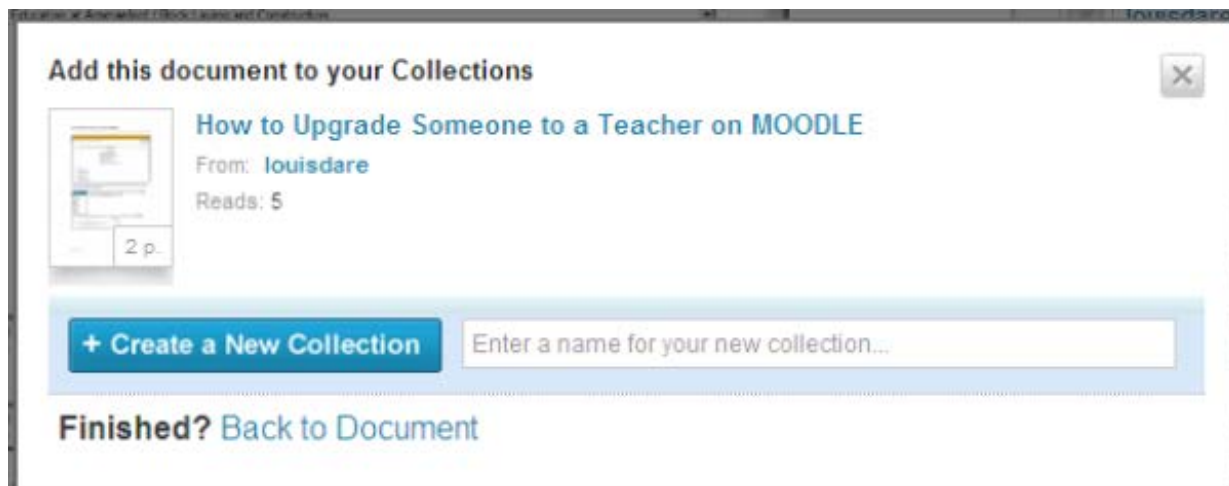 louisdare
Add this document to your Collections
How to Upgrade Someone to a Teacher on MOODLE
From: louisdare
Reads: 5
2 p.
+ Create a New Collection
Enter a name for your new collection...
Finished? Back to Document